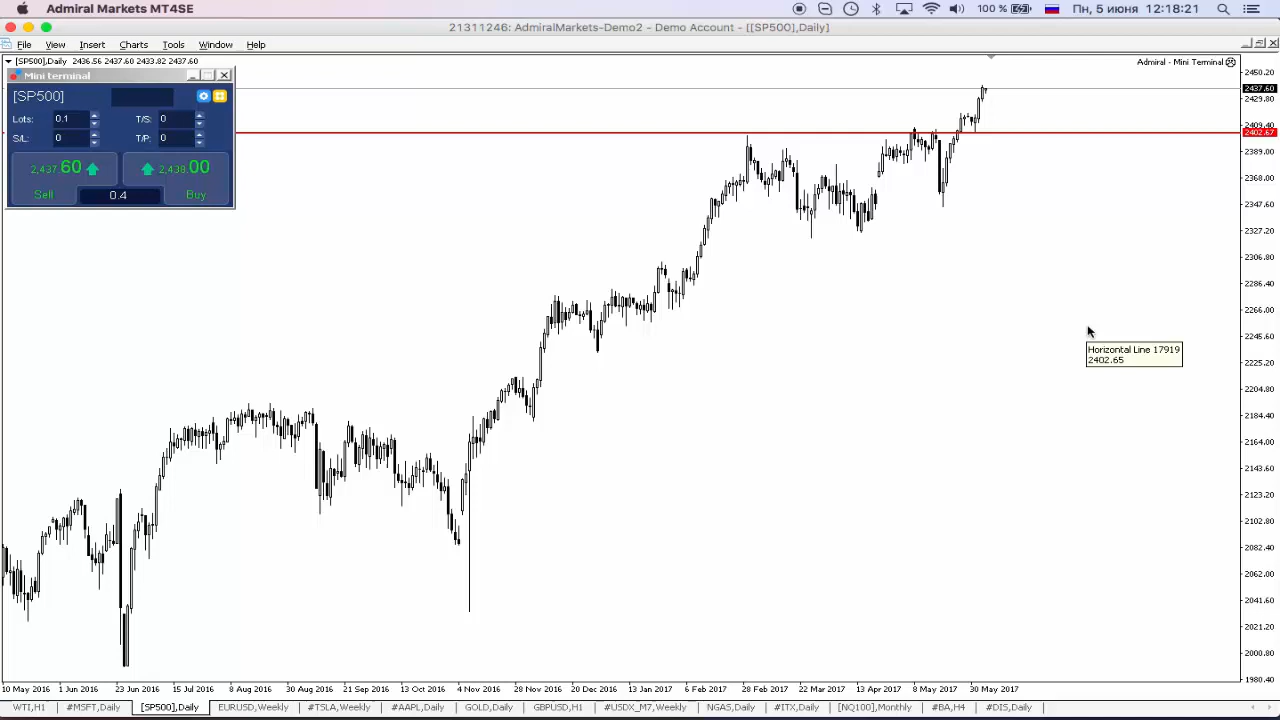 Admiral Markets MT4SE
100 %
Пн, 5 июня 12:18:21
21311246: AdmiralMarkets-Demo2 - Demo Account - [[SP500],Daily]
File View Insert Charts Tools Window Help
[SP500],Daily 2436.56 2437.60 2433.82 2437.60
Admiral - Mini Terminal
Mini terminal
[SP500]
Lots: 0.1 T/S: 0
S/L: 0 T/P: 0
2,437.60 2,438.00
Sell 0.4 Buy
2450.20
2437.60
2429.80
2409.40
2402.67
2389.00
2368.00
2347.60
2327.20
2306.80
2286.40
2266.00
2245.60
2225.20
2204.80
2184.40
2164.00
2143.60
2123.20
2102.80
2082.40
2062.00
2041.60
2021.20
2000.80
1980.40
Horizontal Line 17919
2402.65
10 May 2016 1 Jun 2016 23 Jun 2016 15 Jul 2016 8 Aug 2016 30 Aug 2016 21 Sep 2016 13 Oct 2016 4 Nov 2016 28 Nov 2016 20 Dec 2016 13 Jan 2017 6 Feb 2017 28 Feb 2017 22 Mar 2017 13 Apr 2017 8 May 2017 30 May 2017
WTI,H1 #MSFT,Daily [SP500],Daily EURUSD,Weekly #TSLA,Weekly #AAPL,Daily GOLD,Daily GBPUSD,H1 #USDX_M7,Weekly NGAS,Daily #ITX,Daily [NQ100],Monthly #BA,H4 #DIS,Daily